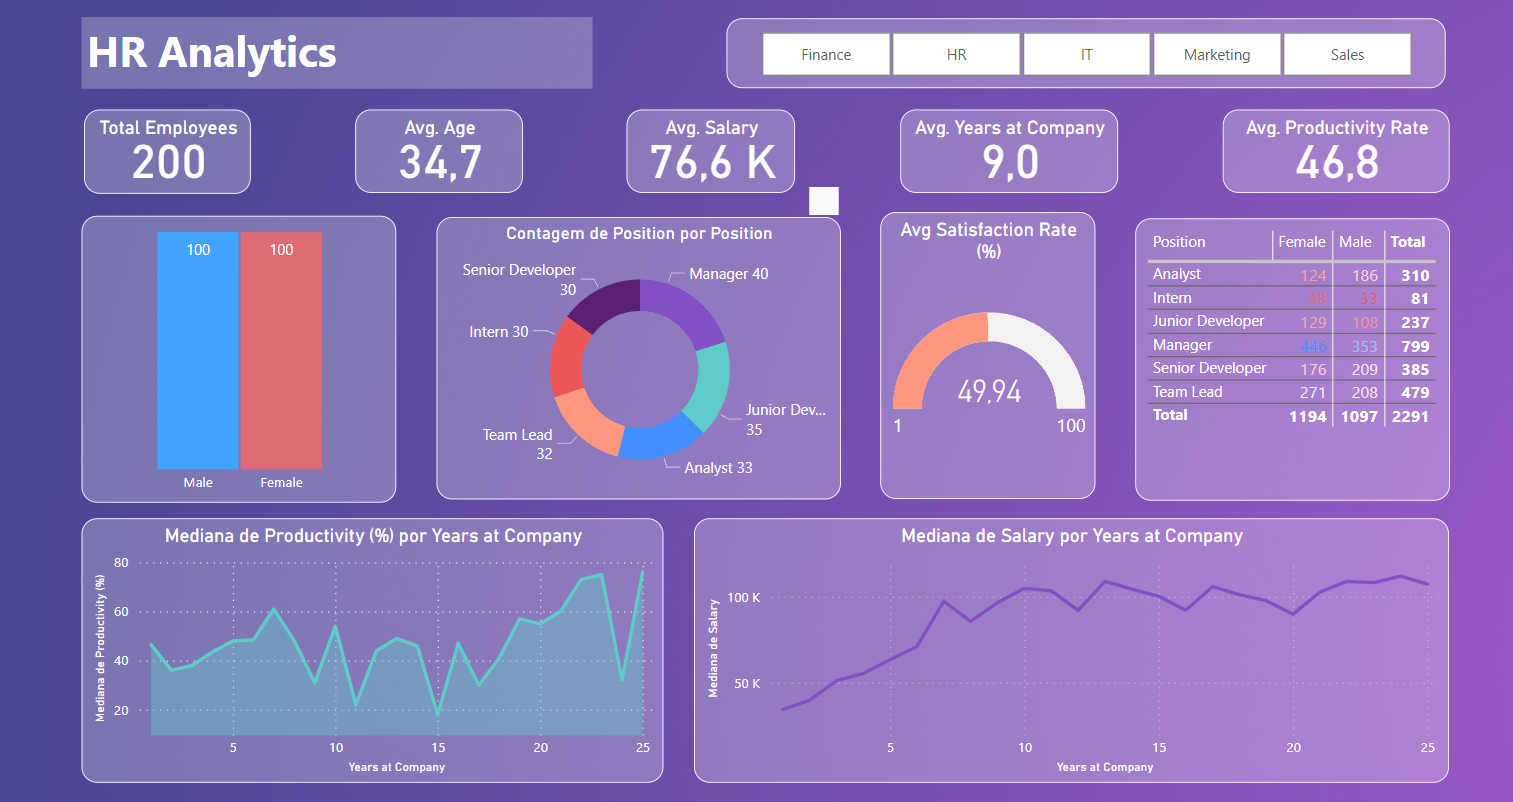 HR Analytics
Finance HR IT Marketing Sales
Total Employees
200
Avg. Age
34,7
Avg. Salary
76,6 K
Avg. Years at Company
9,0
Avg. Productivity Rate
46,8
100 100
Male Female
Contagem de Position por Position
Manager 40
Junior Dev...
35
Analyst 33
Team Lead
32
Intern 30
Senior Developer
30
Avg Satisfaction Rate
(%)
49,94
1 100
Position Female Male Total
Analyst 124 186 310
Intern 48 33 81
Junior Developer 129 108 237
Manager 446 353 799
Senior Developer 176 209 385
Team Lead 271 208 479
Total 1194 1097 2291
Mediana de Productivity (%) por Years at Company
Mediana de Productivity (%)
80
60
40
20
5 10 15 20 25
Years at Company
Mediana de Salary por Years at Company
Mediana de Salary
100 K
50 K
5 10 15 20 25
Years at Company